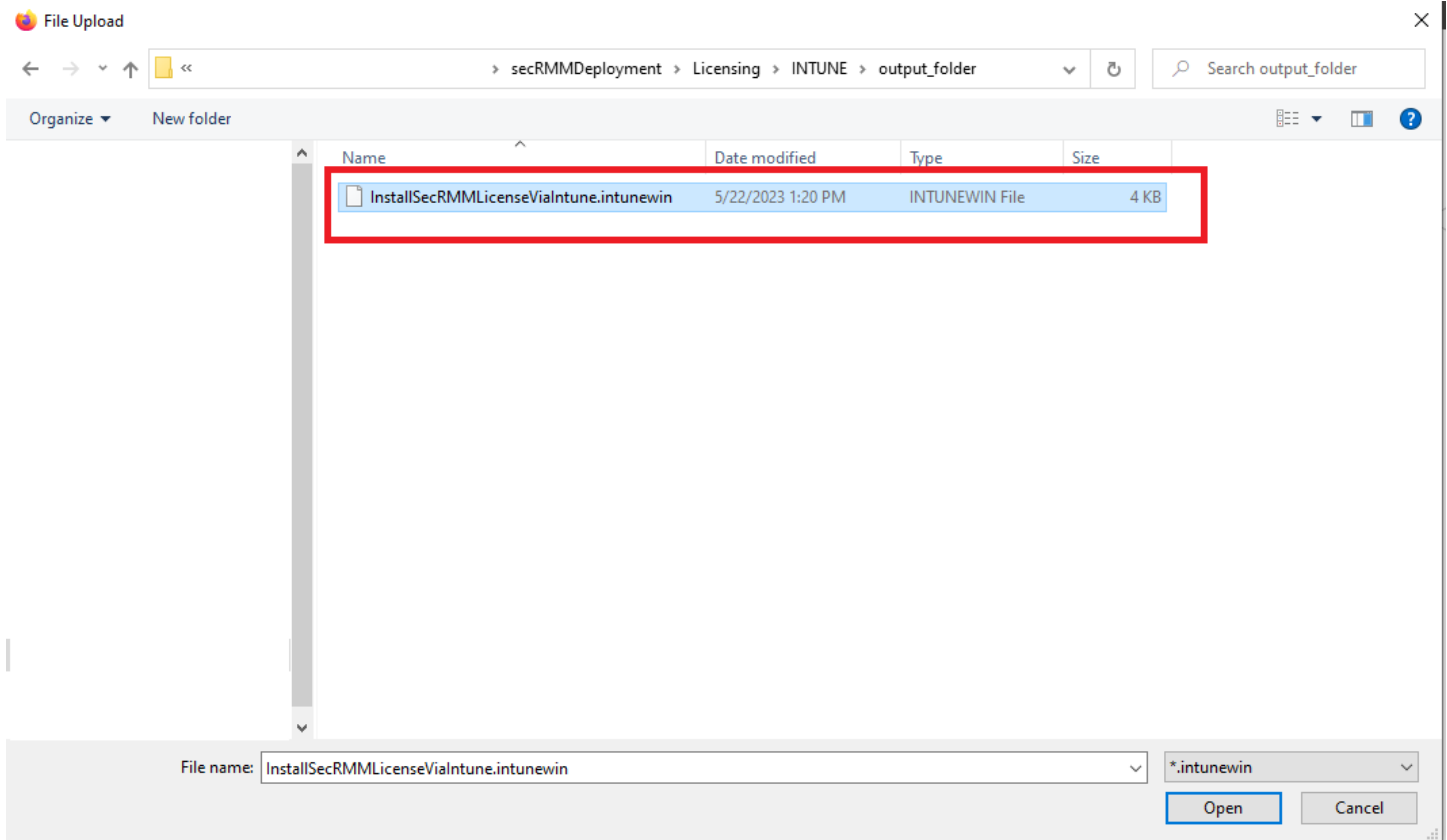 File Upload
« > secRMMDeployment > Licensing > INTUNE > output_folder
Search output_folder
Organize New folder
?
Name Date modified Type Size
InstallSecRMMLicenseViaIntune.intunewin 5/22/2023 1:20 PM INTUNEWIN File 4 KB
File name: InstallSecRMMLicenseViaIntune.intunewin *.intunewin
Open Cancel